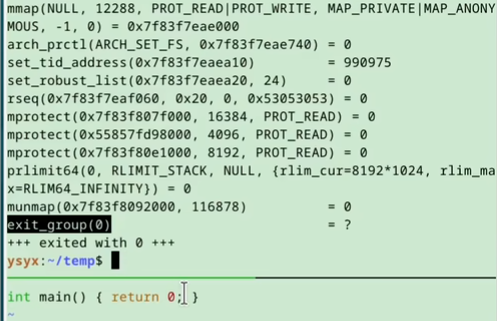 mmap(NULL, 12288, PROT_READ|PROT_WRITE, MAP_PRIVATE|MAP_ANONY
MOUS, -1, 0) = 0x7f83f7eae000
arch_prctl(ARCH_SET_FS, 0x7f83f7eae740) = 0
set_tid_address(0x7f83f7eaea10)         = 990975
set_robust_list(0x7f83f7eaea20, 24)     = 0
rseq(0x7f83f7eaf060, 0x20, 0, 0x53053053) = 0
mprotect(0x7f83f807f000, 16384, PROT_READ) = 0
mprotect(0x55857fd98000, 4096, PROT_READ) = 0
mprotect(0x7f83f80e1000, 8192, PROT_READ) = 0
prlimit64(0, RLIMIT_STACK, NULL, {rlim_cur=8192*1024, rlim_ma
x=RLIM64_INFINITY}) = 0
munmap(0x7f83f8092000, 116878)          = 0
exit_group(0)                           = ?
+++ exited with 0 +++
ysyx:~/temp$
int main() { return 0; }
~